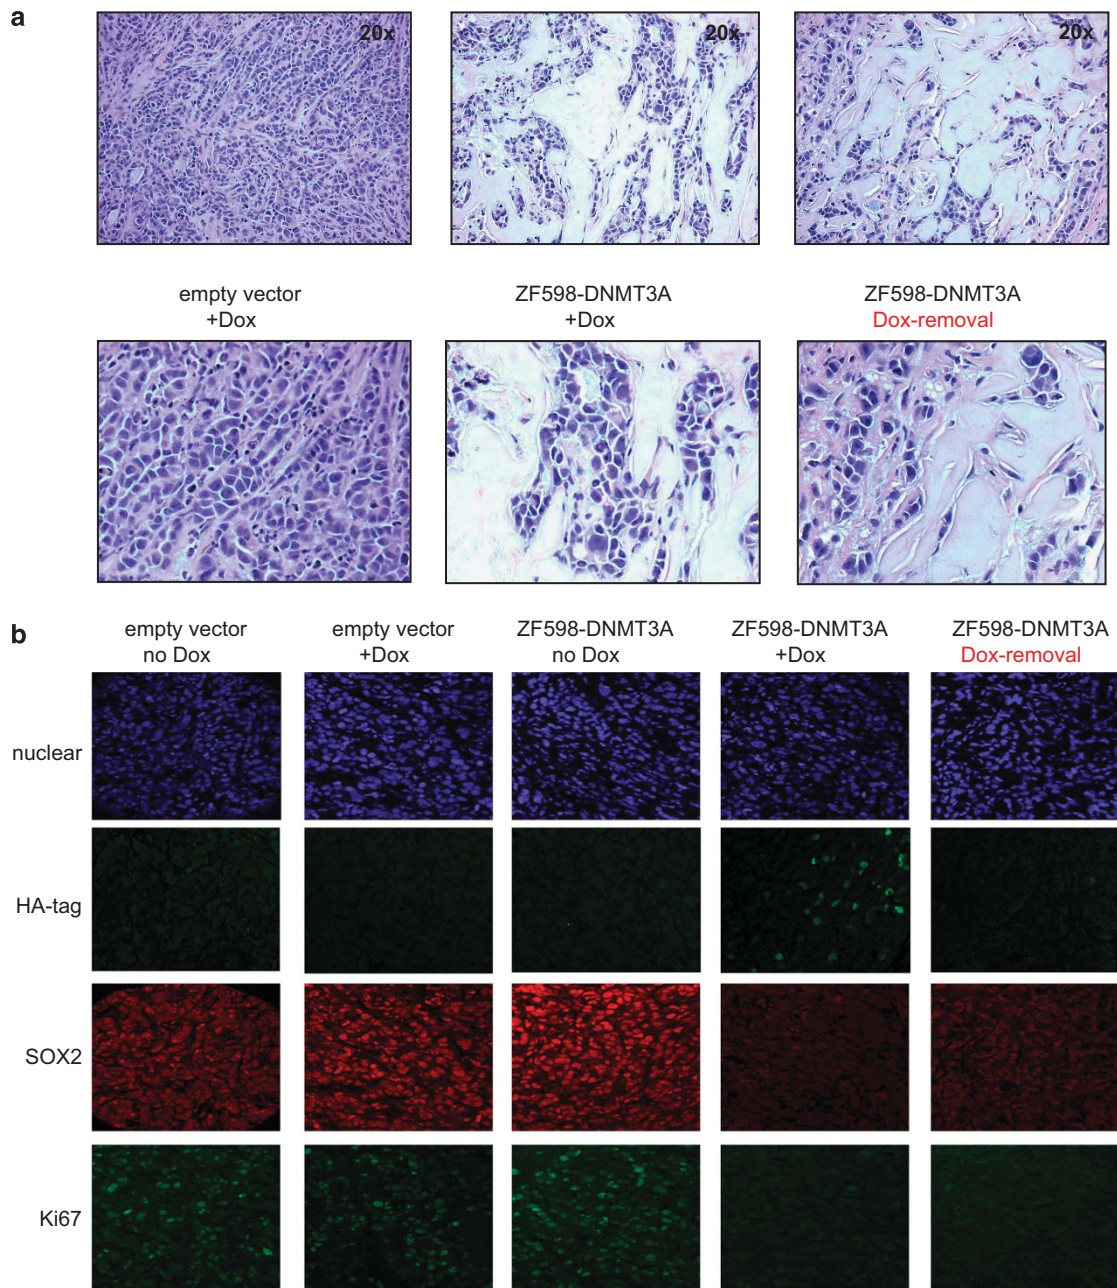 a
20x
20x
20x
empty vector
+Dox
ZF598-DNMT3A
+Dox
ZF598-DNMT3A
Dox-removal
b
empty vector
no Dox
empty vector
+Dox
ZF598-DNMT3A
no Dox
ZF598-DNMT3A
+Dox
ZF598-DNMT3A
Dox-removal
nuclear
HA-tag
SOX2
Ki67